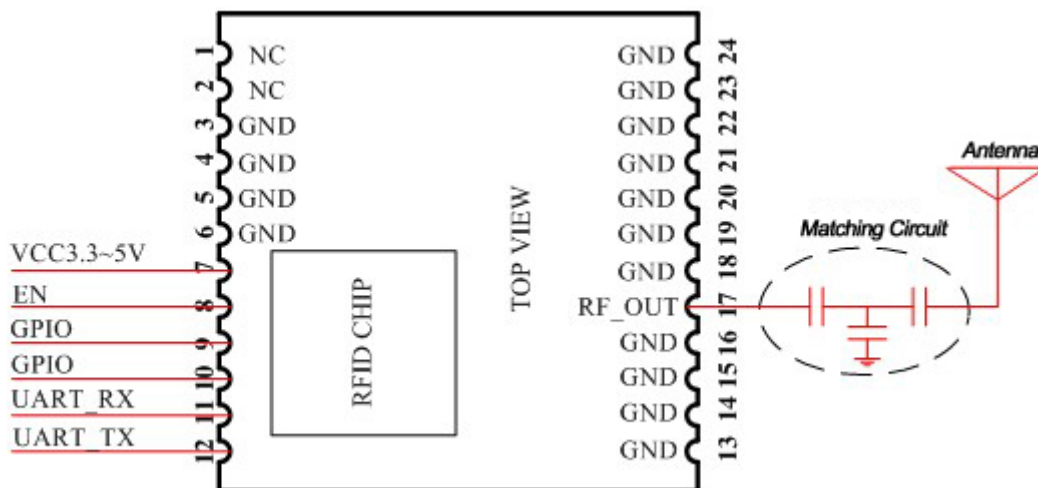 1 NC
2 NC
3 GND
4 GND
5 GND
6 GND
VCC3.3~5V
7
EN
8
GPIO
9
GPIO
10
UART_RX
11
UART_TX
12
RFID CHIP
TOP VIEW
GND 24
GND 23
GND 22
GND 21
GND 20
GND 19
GND 18
RF_OUT 17
GND 16
GND 15
GND 14
GND 13
Matching Circuit
Antenna